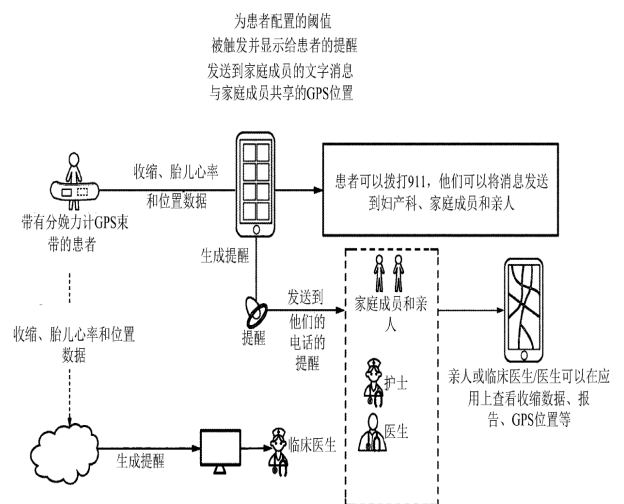 为患者配置的阈值
被触发并显示给患者的提醒
发送到家庭成员的文字消息
与家庭成员共享的GPS位置
收缩、胎儿心率
和位置数据
患者可以拨打911，他们可以将消息发送
到妇产科、家庭成员和亲人
带有分娩力计GPS束
带的患者
生成提醒
发送到
他们的
电话的
提醒
提醒
家庭成员和亲
人
收缩、胎儿心率和位置
数据
护士
医生
亲人或临床医生/医生可以在应
用上查看收缩数据、报
告、GPS位置等
生成提醒
临床医生